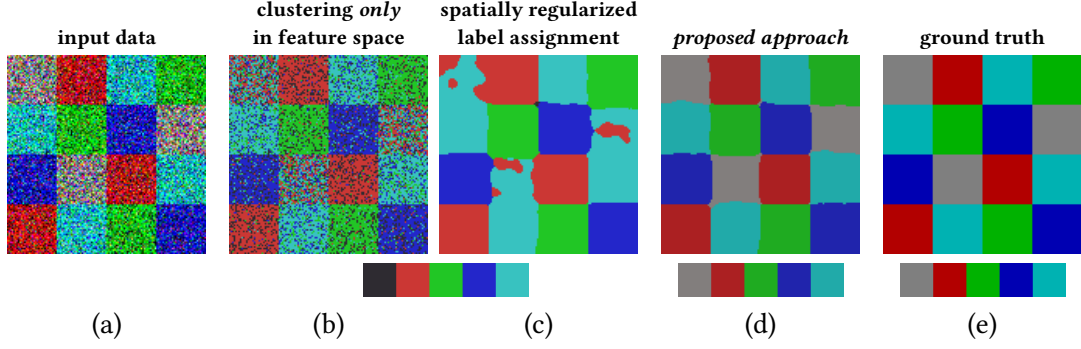 input data
clustering only
in feature space
spatially regularized
label assignment
proposed approach
ground truth
(a)
(b)
(c)
(d)
(e)